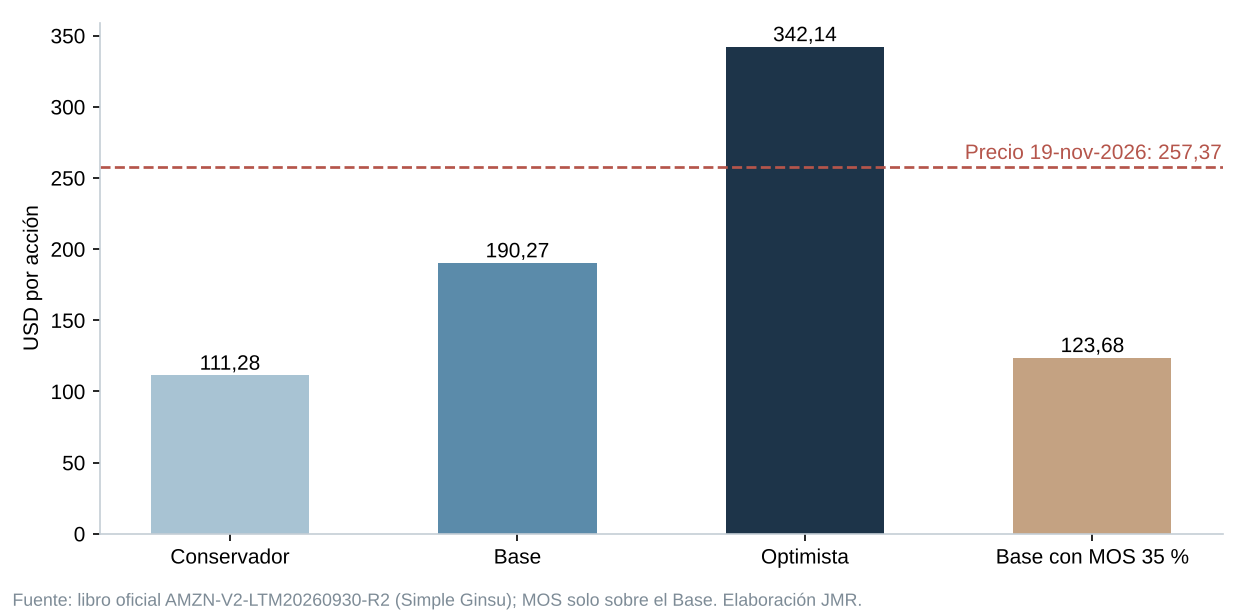 USD por acción
350
300
250
200
150
100
50
0
342,14
Precio 19-nov-2026: 257,37
190,27
123,68
111,28
Conservador
Base
Optimista
Base con MOS 35 %
Fuente: libro oficial AMZN-V2-LTM20260930-R2 (Simple Ginsu); MOS solo sobre el Base. Elaboración JMR.